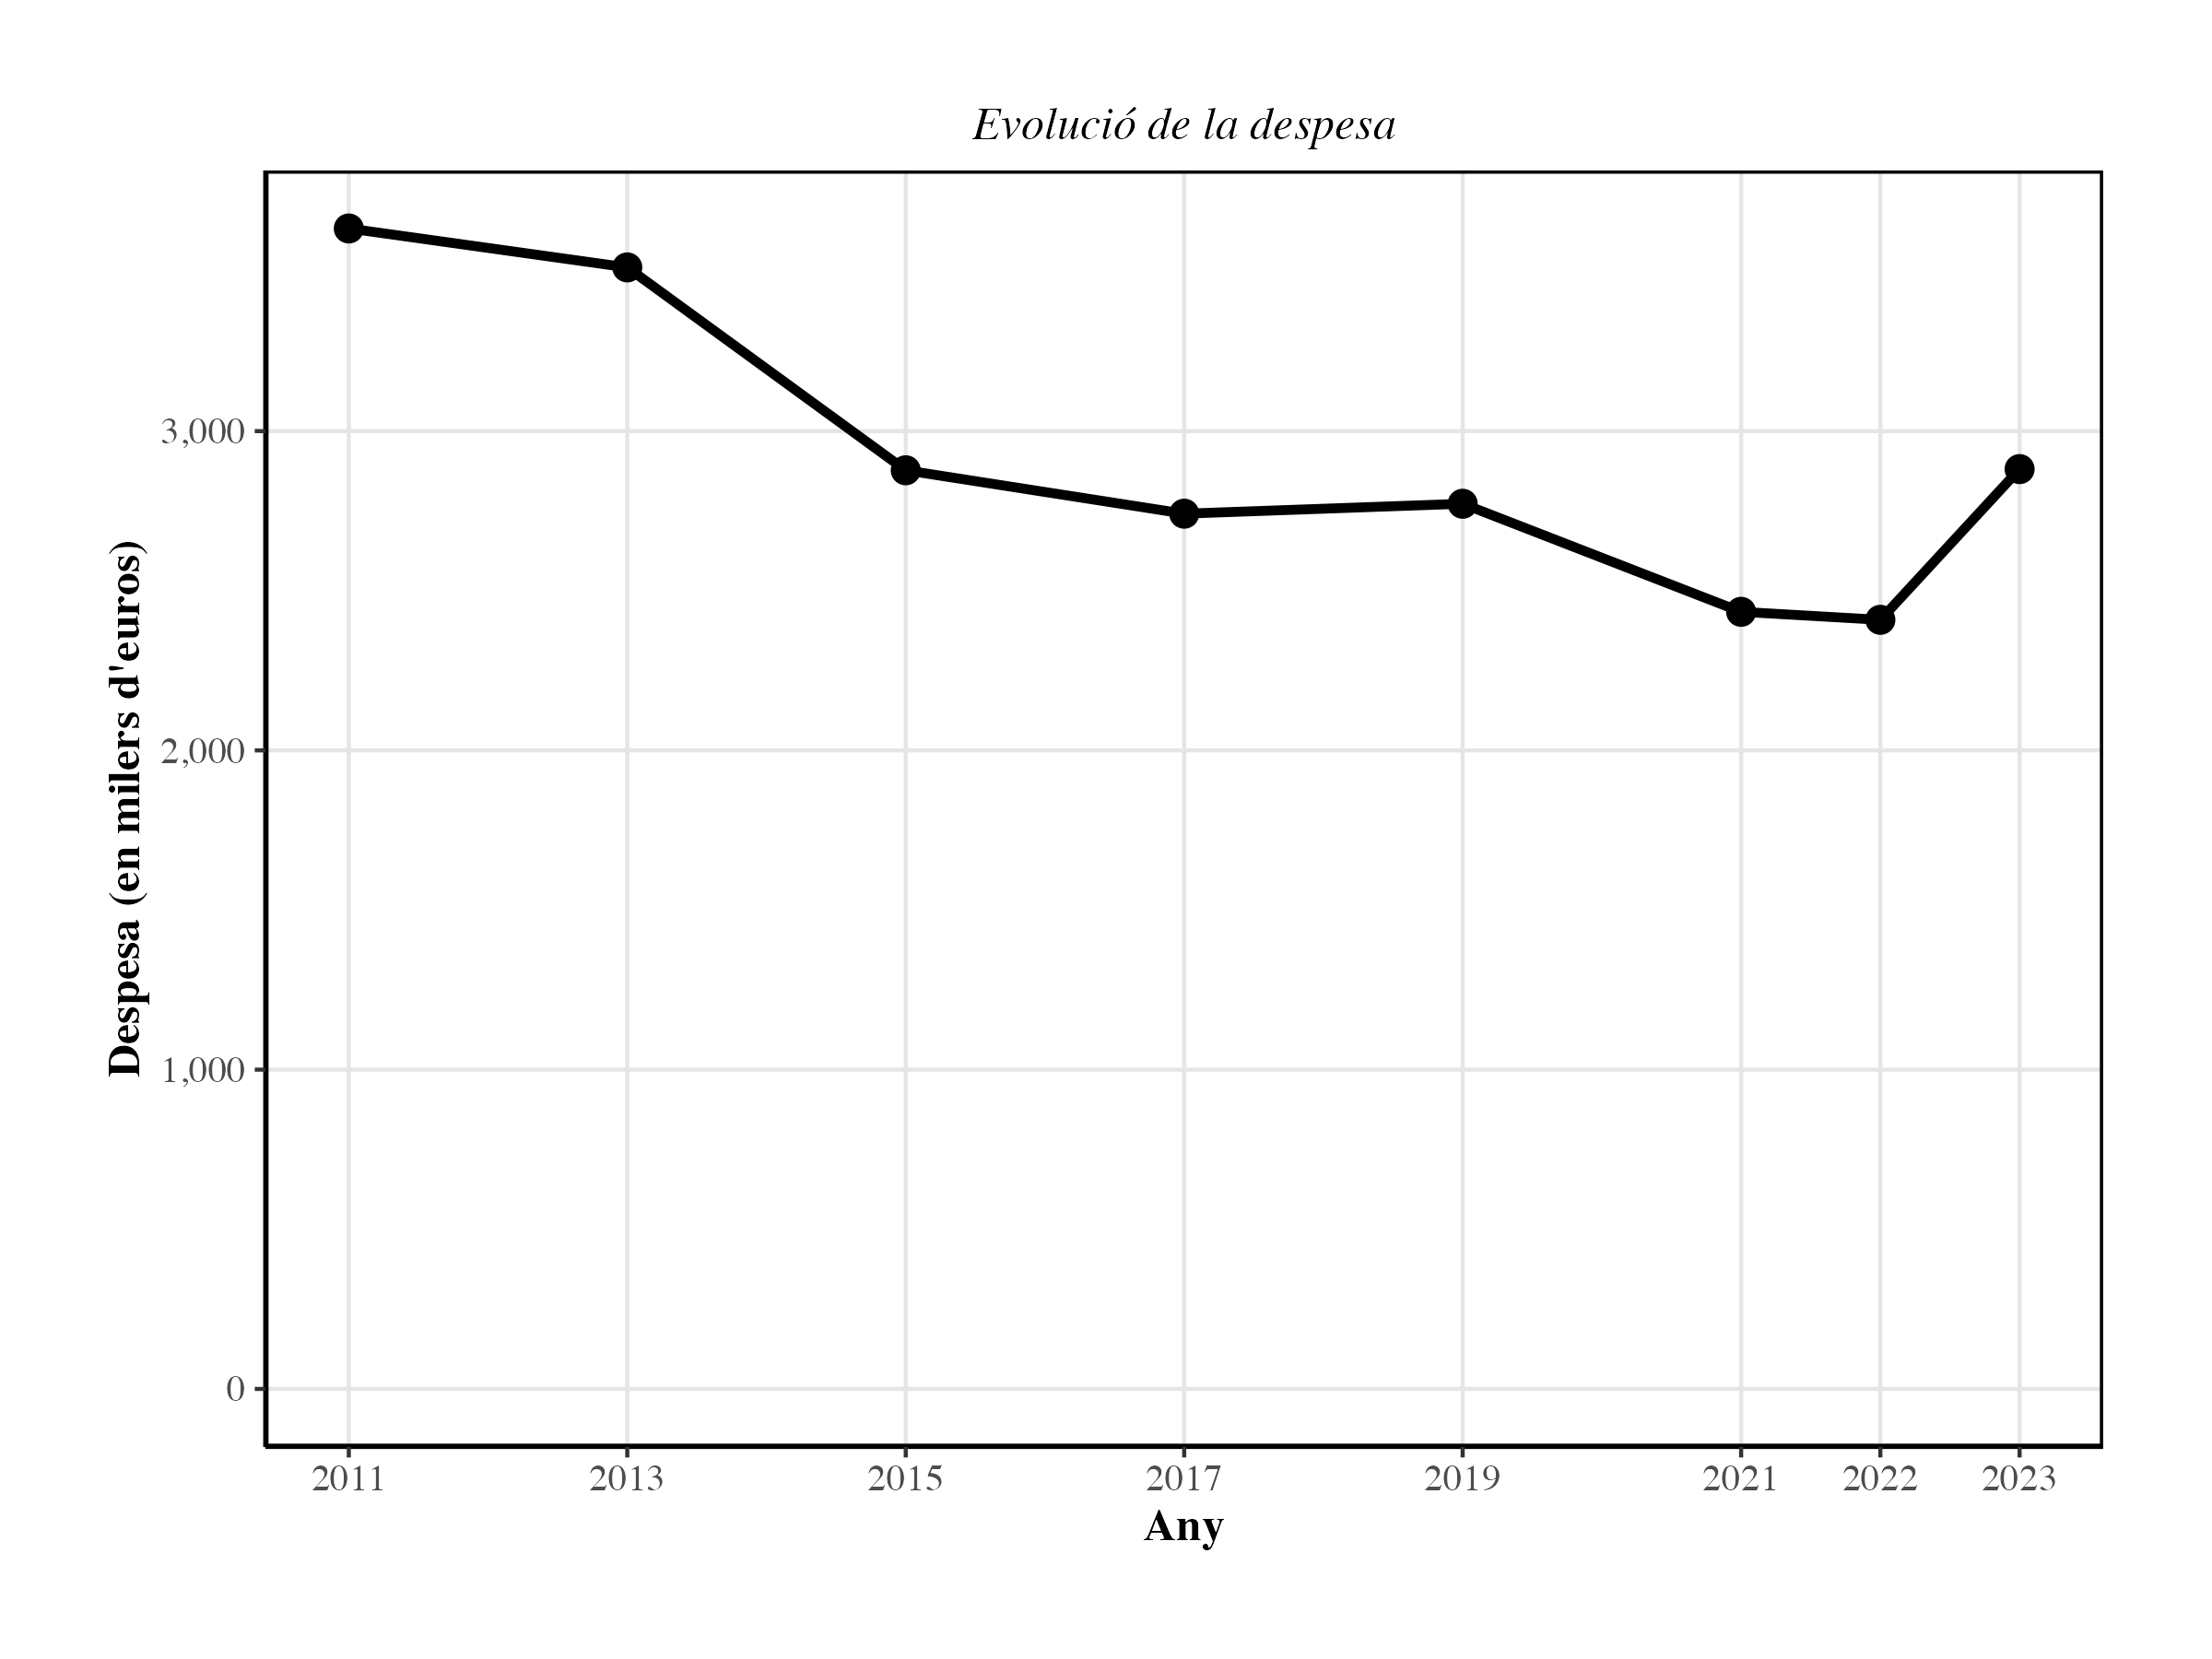 Evolució de la despesa
Despesa (en milers d'euros)
3,000
2,000
1,000
0
2011 2013 2015 2017 2019 2021 2022 2023
Any